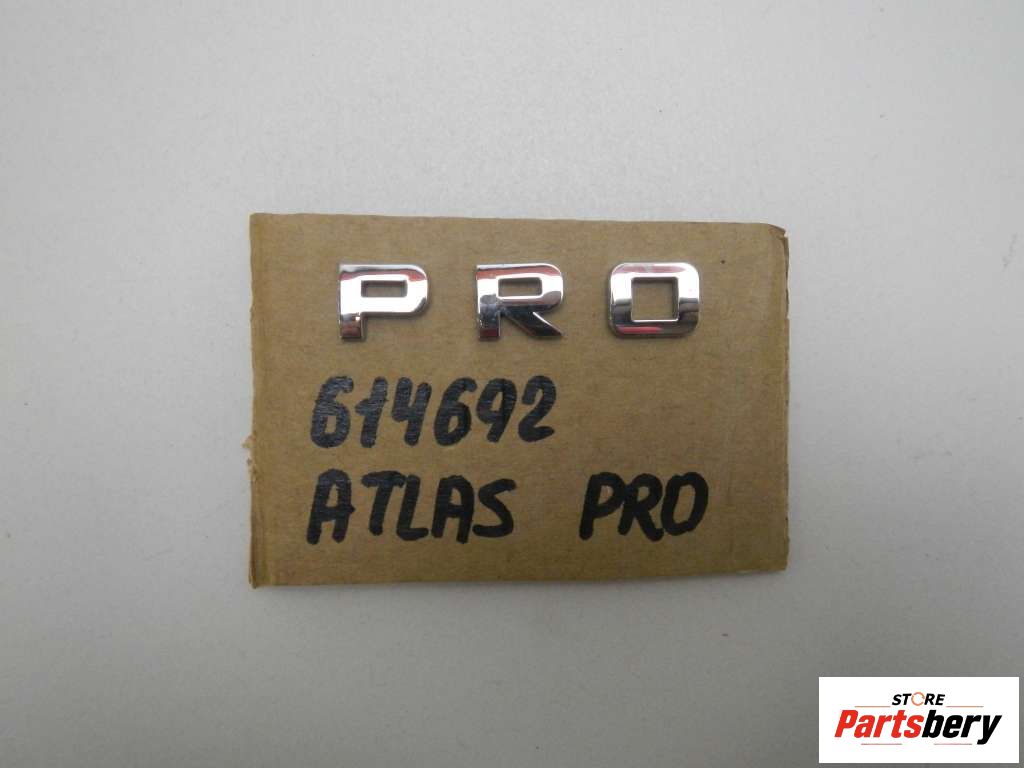 PRO
614692
ATLAS PRO
STORE
Partsbery